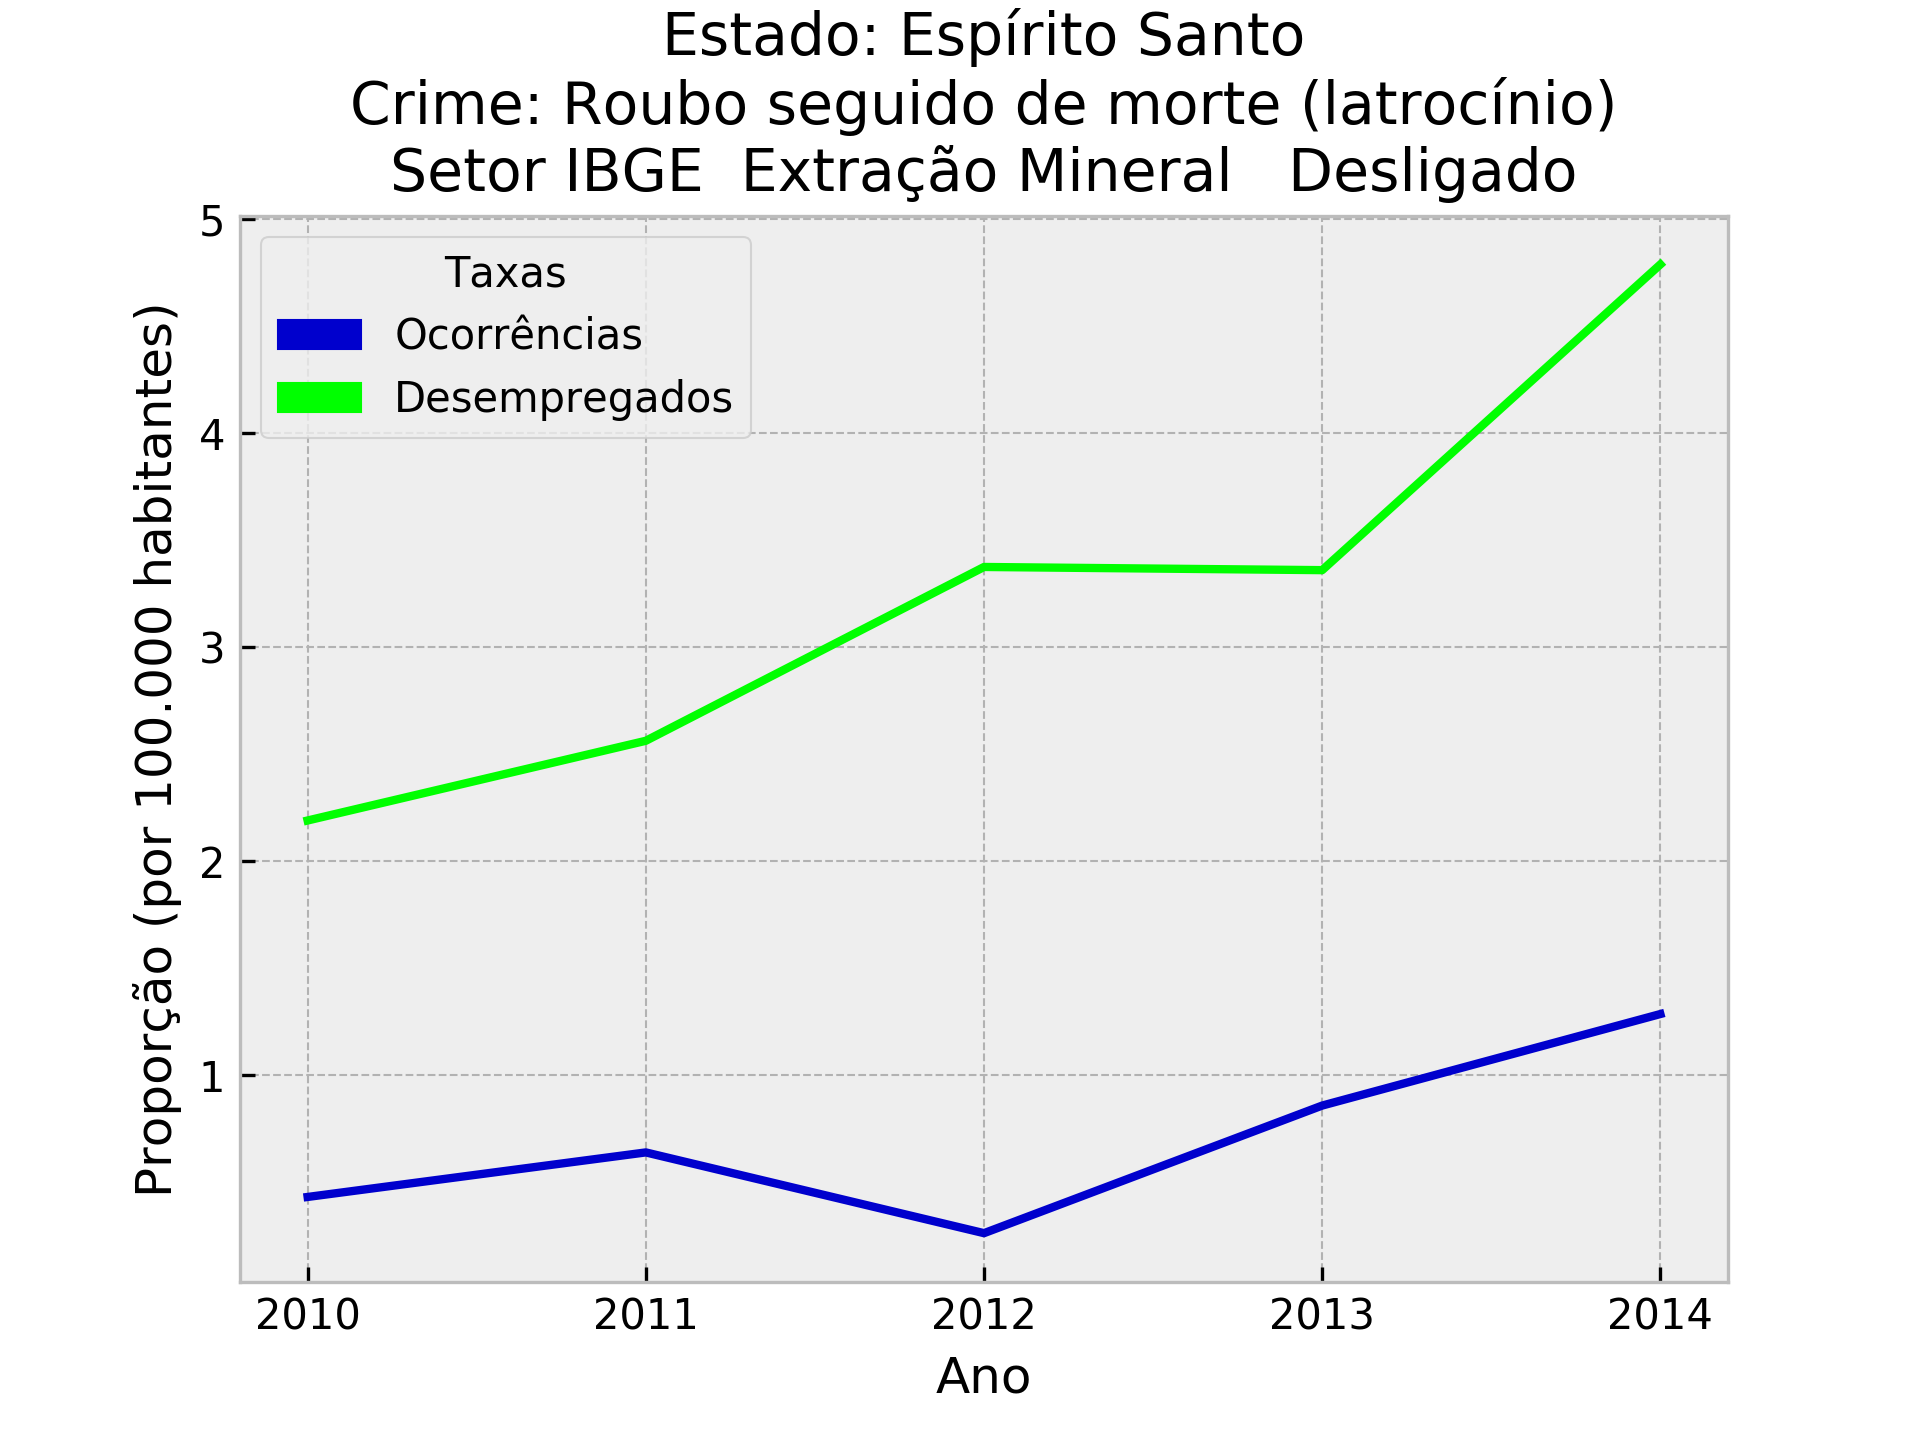 Estado: Espírito Santo
Crime: Roubo seguido de morte (latrocínio)
Setor IBGE  Extração Mineral   Desligado
Proporção (por 100.000 habitantes)
5
4
3
2
1
Taxas
Ocorrências
Desempregados
2010
2011
2012
2013
2014
Ano